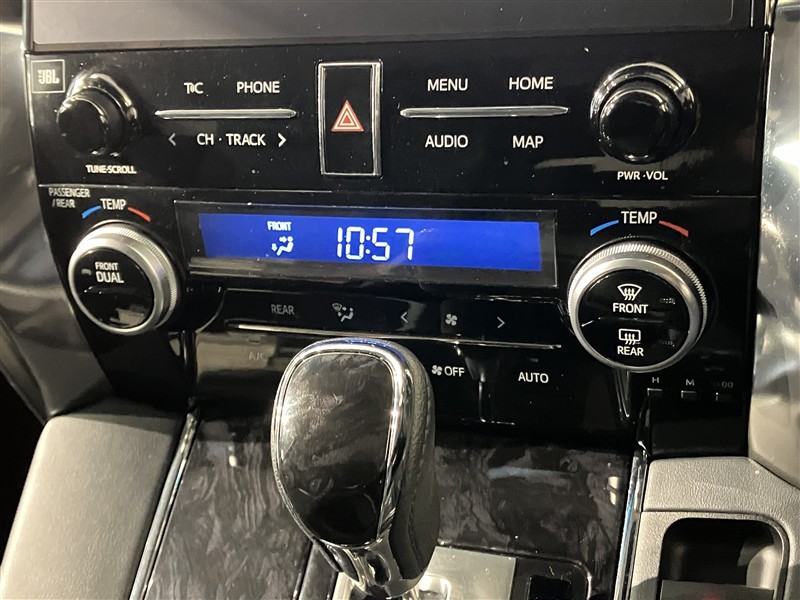 JBL
T/C PHONE
CH · TRACK
TUNE·SCROLL
MENU HOME
AUDIO MAP
PWR · VOL
PASSENGER
/REAR
TEMP
FRONT
DUAL
FRONT
10:57
TEMP
FRONT
REAR
REAR
A/C
OFF
AUTO
H M :00